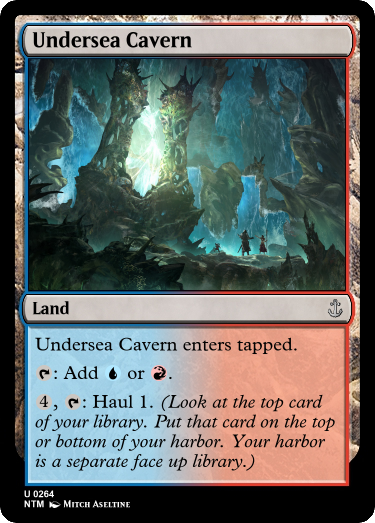 Undersea Cavern
Land
Undersea Cavern enters tapped.
: Add or .
4 , : Haul 1. (Look at the top card
of your library. Put that card on the top
or bottom of your harbor. Your harbor
is a separate face up library.)
U 0264
NTM Mitch Aseltine